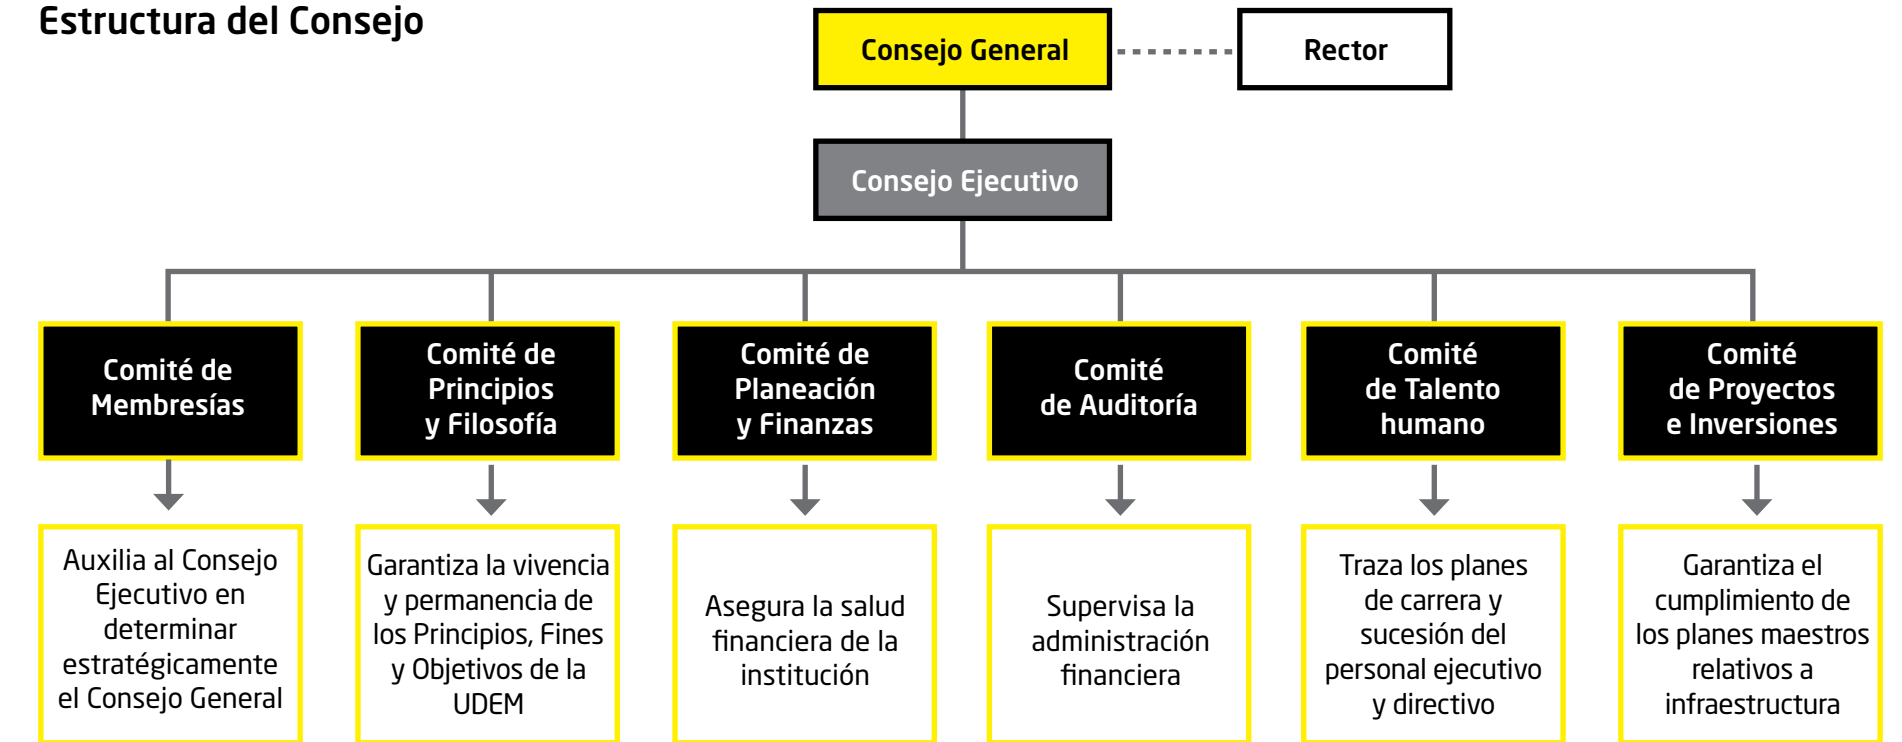 Estructura del Consejo
Consejo General
Rector
Consejo Ejecutivo
Comité de
Membresías
Comité de
Principios
y Filosofía
Comité de
Planeación
y Finanzas
Comité
de Auditoría
Comité
de Talento
humano
Comité
de Proyectos
e Inversiones
Auxilia al Consejo
Ejecutivo en
determinar
estratégicamente
el Consejo General
Garantiza la vivencia
y permanencia de
los Principios, Fines
y Objetivos de la
UDEM
Asegura la salud
financiera de la
institución
Supervisa la
administración
financiera
Traza los planes
de carrera y
sucesión del
personal ejecutivo
y directivo
Garantiza el
cumplimiento de
los planes maestros
relativos a
infraestructura